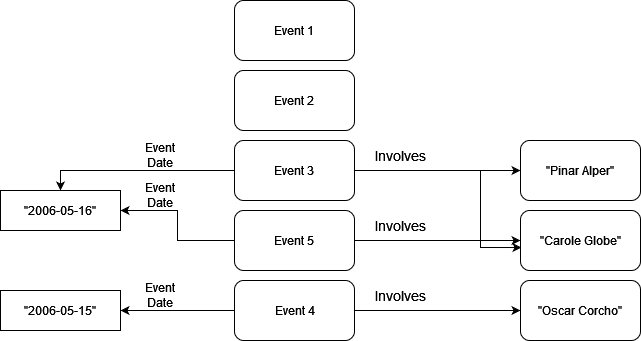 Event 1
Event 2
Event
Date
Event 3
Involves
"Pinar Alper"
"2006-05-16"
Event
Date
Event 5
Involves
"Carole Globe"
"2006-05-15"
Event
Date
Event 4
Involves
"Oscar Corcho"